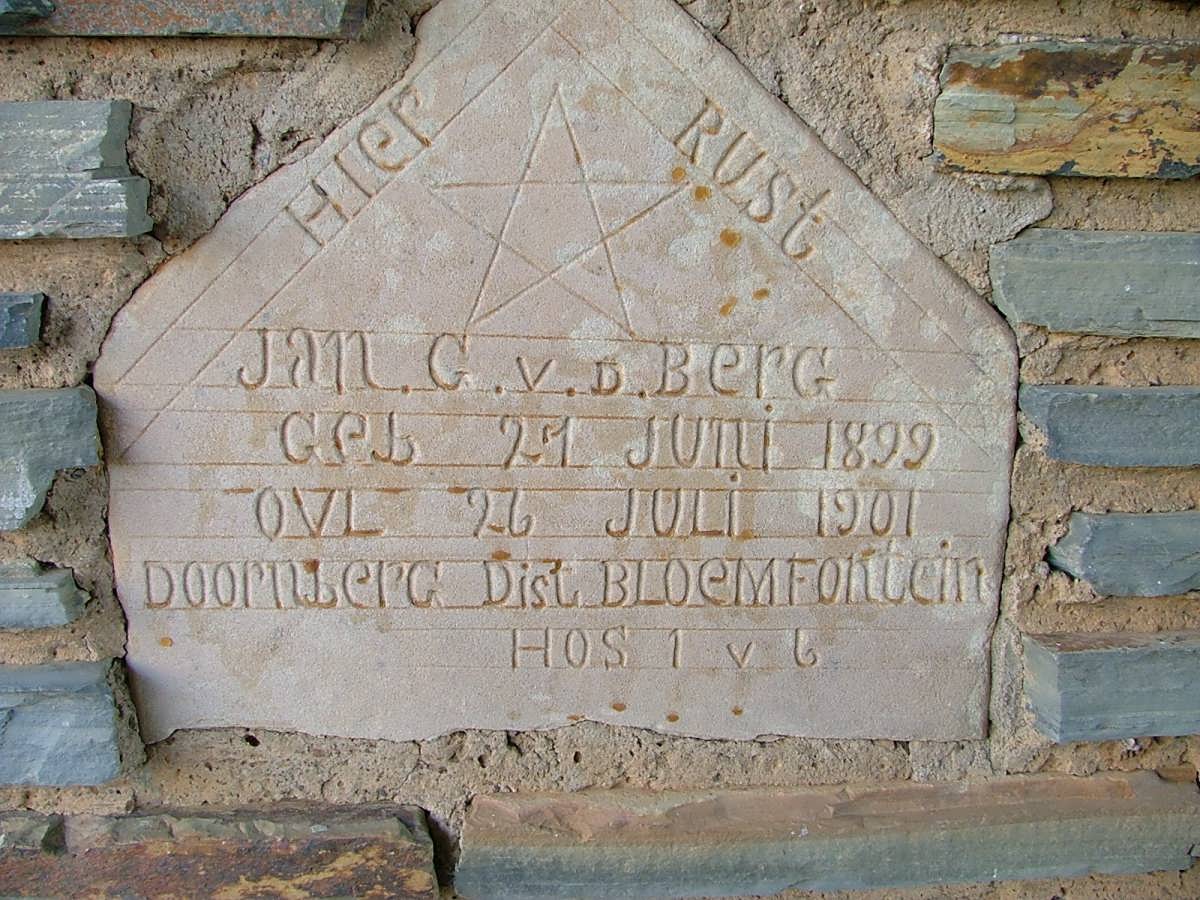 HIer RUSt
Jan. G. v. D. Berg
Geb 21 Juni 1899
OVL 26 JULI 1901
Doornberg Dist BLOeMFontein
HOS 1 v 6